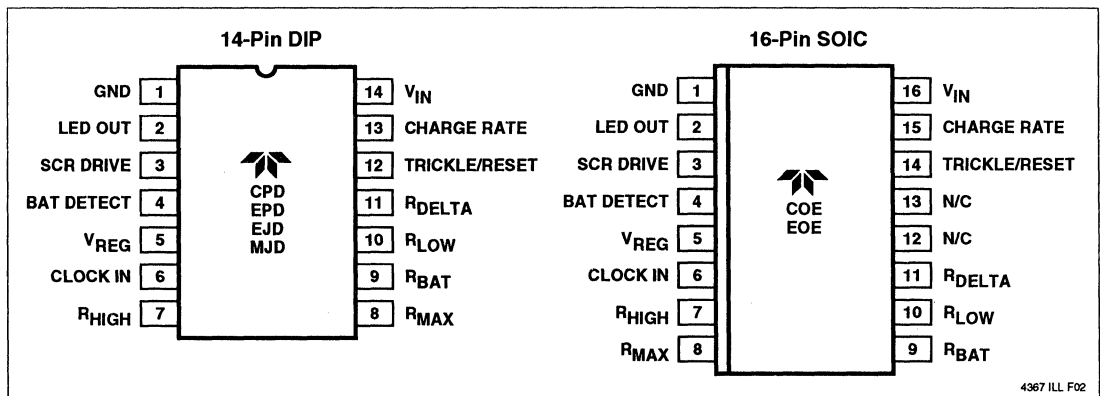 14-Pin DIP
GND 1
LED OUT 2
SCR DRIVE 3
BAT DETECT 4
VREG 5
CLOCK IN 6
RHIGH 7
14 VIN
13 CHARGE RATE
12 TRICKLE/RESET
11 RDELTA
10 RLOW
9 RBAT
8 RMAX
CPD
EPD
EJD
MJD
16-Pin SOIC
GND 1
LED OUT 2
SCR DRIVE 3
BAT DETECT 4
VREG 5
CLOCK IN 6
RHIGH 7
RMAX 8
16 VIN
15 CHARGE RATE
14 TRICKLE/RESET
13 N/C
12 N/C
11 RDELTA
10 RLOW
9 RBAT
COE
EOE
4367 ILL F02